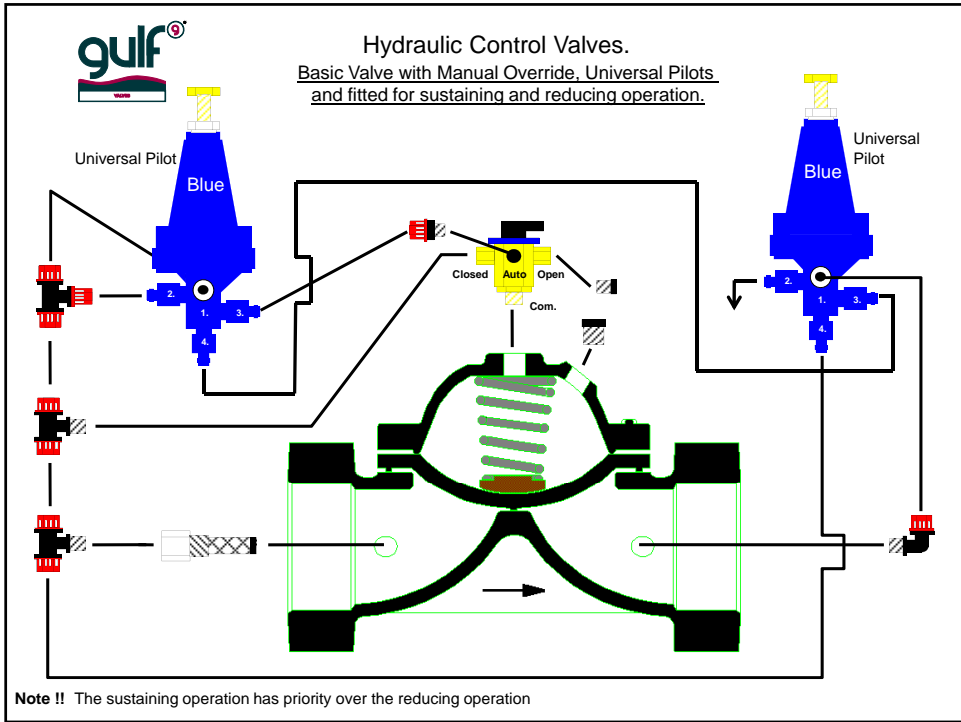 gulf g
VALVES
Hydraulic Control Valves.
Basic Valve with Manual Override, Universal Pilots
and fitted for sustaining and reducing operation.
Universal Pilot
Blue
2.
1.
3.
4.
Closed Auto Open
Com.
Universal
Pilot
Blue
2.
1.
3.
4.
Note !! The sustaining operation has priority over the reducing operation